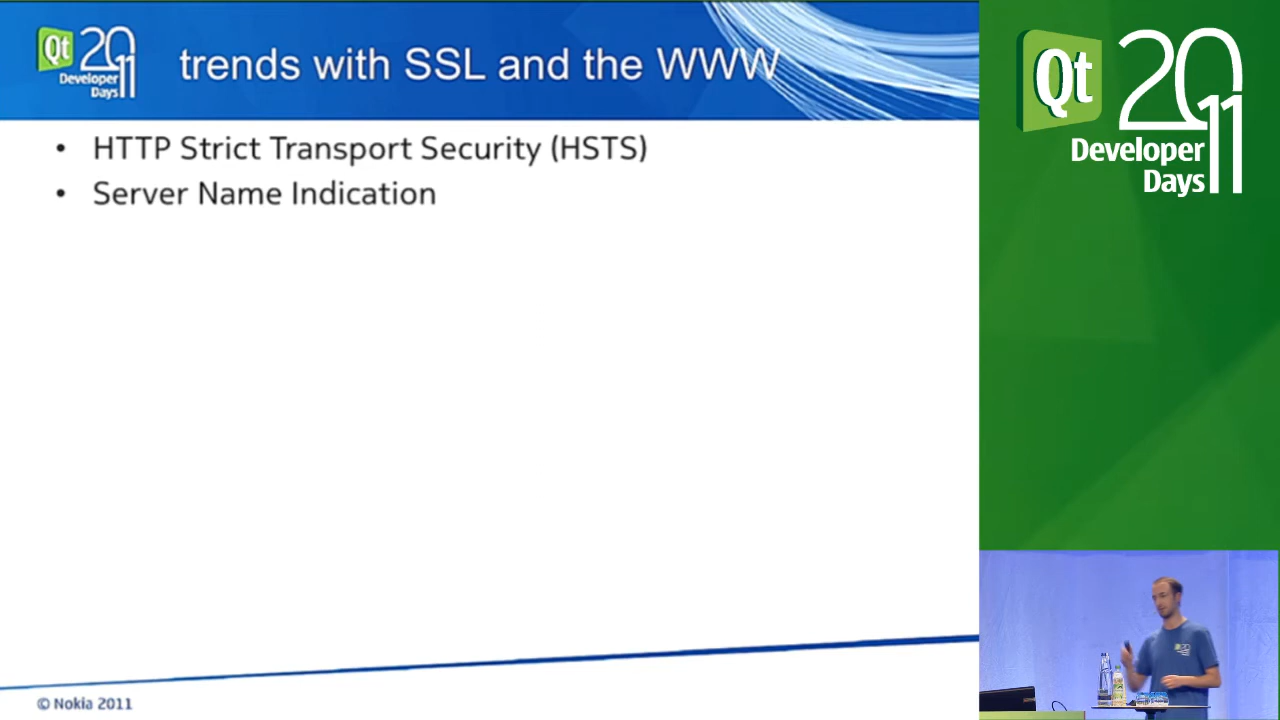 Qt 2011
Developer
Days
trends with SSL and the WWW
• HTTP Strict Transport Security (HSTS)
• Server Name Indication
© Nokia 2011
Qt 2011
Developer
Days